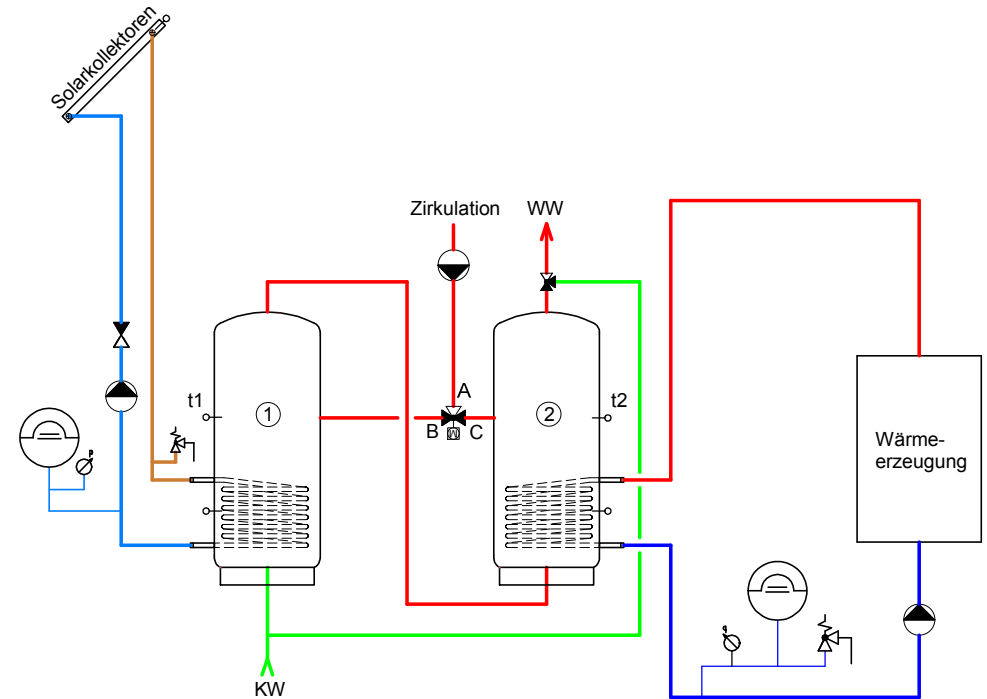 Solarkollektoren
Zirkulation
WW
A
t1
1
B
C
2
t2
Wärme-
erzeugung
P
M
KW